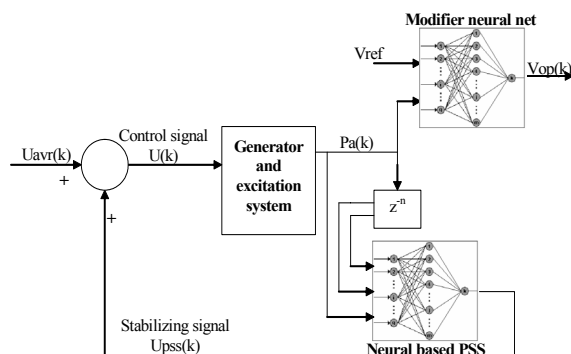 Modifier neural net
Vref
Vop(k)
Control signal
U(k)
Uavr(k)
+
+
Generator
and
excitation
system
Pa(k)
z-n
Stabilizing signal
Upss(k)
Neural based PSS